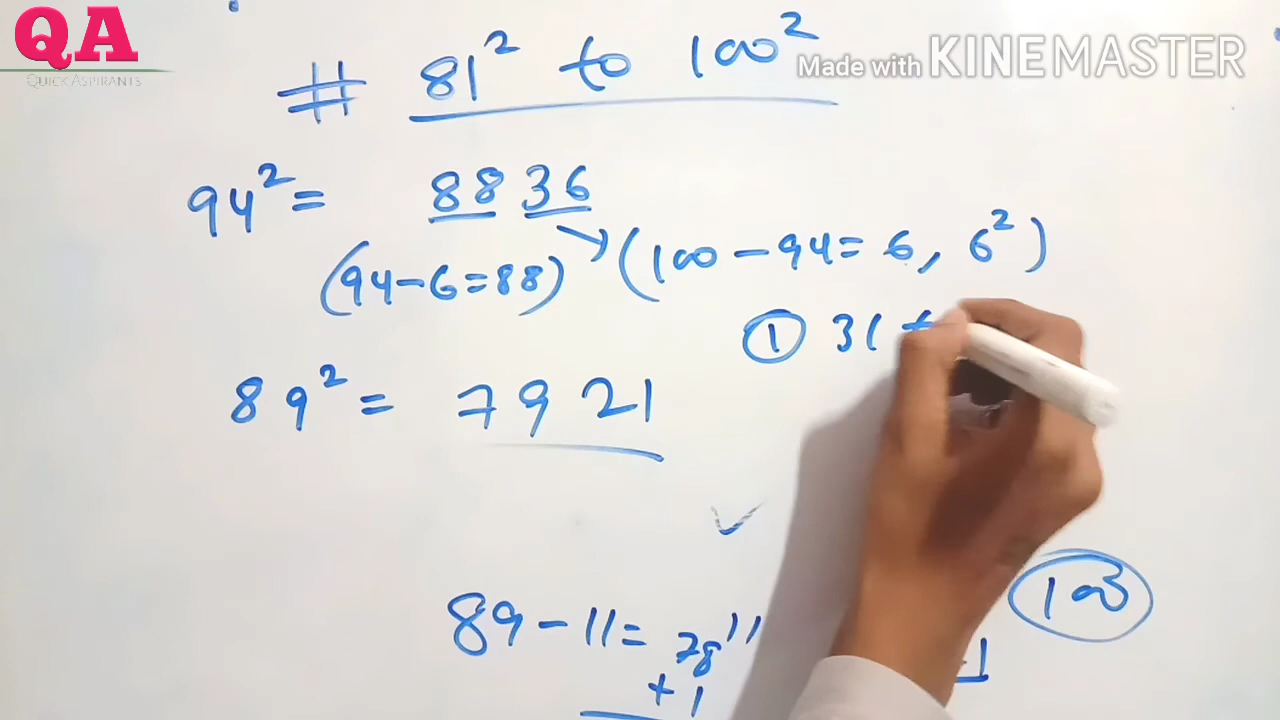 QA
QUICK ASPIRANTS
Made with KINEMASTER
# 81² to 100²
94² = 8836
(94-6=88) → (100-94=6, 6²)
① 31 t
89² = 7921
100
89-11= 78 11
+1
-1